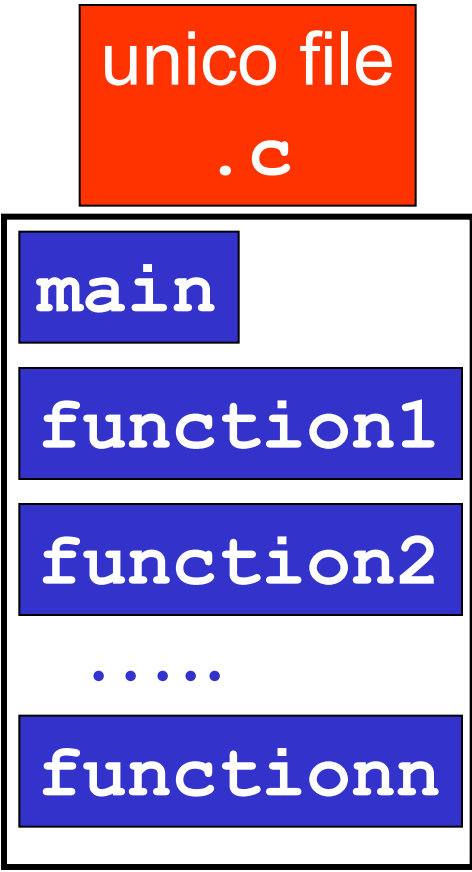 unico file
.c
main
function1
function2
.....
functionn